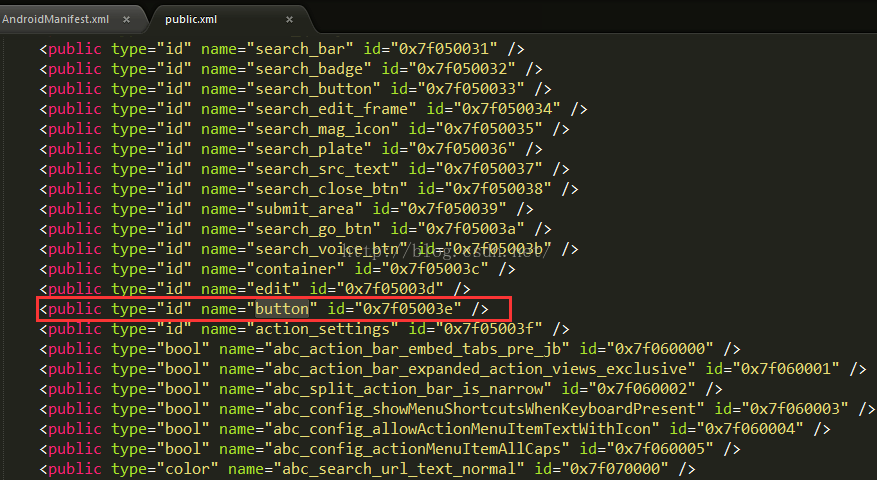 AndroidManifest.xml × public.xml ×
<public type="id" name="search_bar" id="0x7f050031" />
<public type="id" name="search_badge" id="0x7f050032" />
<public type="id" name="search_button" id="0x7f050033" />
<public type="id" name="search_edit_frame" id="0x7f050034" />
<public type="id" name="search_mag_icon" id="0x7f050035" />
<public type="id" name="search_plate" id="0x7f050036" />
<public type="id" name="search_src_text" id="0x7f050037" />
<public type="id" name="search_close_btn" id="0x7f050038" />
<public type="id" name="submit_area" id="0x7f050039" />
<public type="id" name="search_go_btn" id="0x7f05003a" />
<public type="id" name="search_voice_btn" id="0x7f05003b" />
http://blog.csdn.net/
<public type="id" name="container" id="0x7f05003c" />
<public type="id" name="edit" id="0x7f05003d" />
<public type="id" name="button" id="0x7f05003e" />
<public type="id" name="action_settings" id="0x7f05003f" />
<public type="bool" name="abc_action_bar_embed_tabs_pre_jb" id="0x7f060000" />
<public type="bool" name="abc_action_bar_expanded_action_views_exclusive" id="0x7f060001" />
<public type="bool" name="abc_split_action_bar_is_narrow" id="0x7f060002" />
<public type="bool" name="abc_config_showMenuShortcutsWhenKeyboardPresent" id="0x7f060003" />
<public type="bool" name="abc_config_allowActionMenuItemTextWithIcon" id="0x7f060004" />
<public type="bool" name="abc_config_actionMenuItemAllCaps" id="0x7f060005" />
<public type="color" name="abc_search_url_text_normal" id="0x7f070000" />